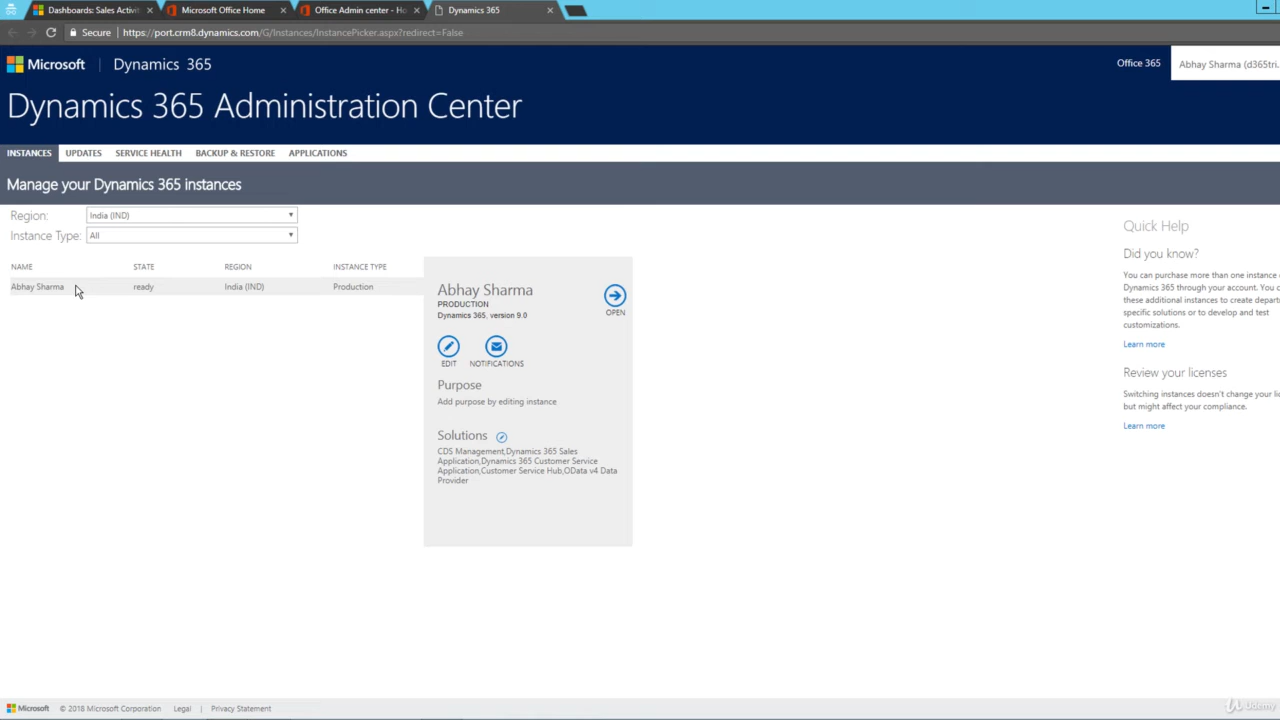 Dashboards: Sales Activit
Microsoft Office Home
Office Admin center - Ho
Dynamics 365
Secure
https://port.crm8.dynamics.com/G/Instances/InstancePicker.aspx?redirect=False
Microsoft | Dynamics 365
Office 365
Abhay Sharma (d365tri...
Dynamics 365 Administration Center
INSTANCES UPDATES SERVICE HEALTH BACKUP & RESTORE APPLICATIONS
Manage your Dynamics 365 instances
Region: India (IND)
Instance Type: All
NAME STATE REGION INSTANCE TYPE
Abhay Sharma ready India (IND) Production
Abhay Sharma
PRODUCTION
Dynamics 365, version 9.0
OPEN
EDIT NOTIFICATIONS
Purpose
Add purpose by editing instance
Solutions
CDS Management,Dynamics 365 Sales
Application,Dynamics 365 Customer Service
Application,Customer Service Hub,OData v4 Data
Provider
Quick Help
Did you know?
You can purchase more than one instance
Dynamics 365 through your account. You c
these additional instances to create depart
specific solutions or to develop and test
customizations.
Learn more
Review your licenses
Switching instances doesn't change your li
but might affect your compliance.
Learn more
Microsoft © 2018 Microsoft Corporation Legal | Privacy Statement
Udemy